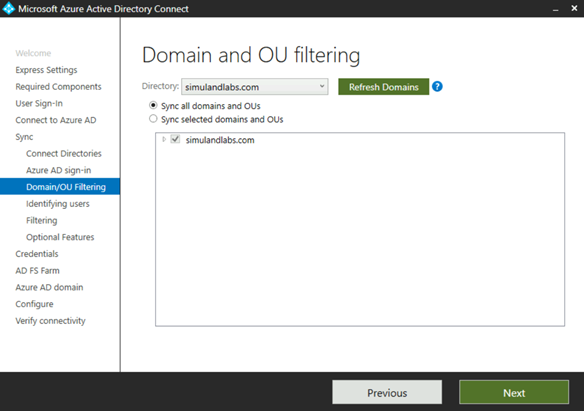 Microsoft Azure Active Directory Connect
Welcome
Express Settings
Required Components
User Sign-In
Connect to Azure AD
Sync
Connect Directories
Azure AD sign-in
Domain/OU Filtering
Identifying users
Filtering
Optional Features
Credentials
AD FS Farm
Azure AD domain
Configure
Verify connectivity
Domain and OU filtering
Directory: simulandlabs.com Refresh Domains ?
Sync all domains and OUs
Sync selected domains and OUs
simulandlabs.com
Previous Next